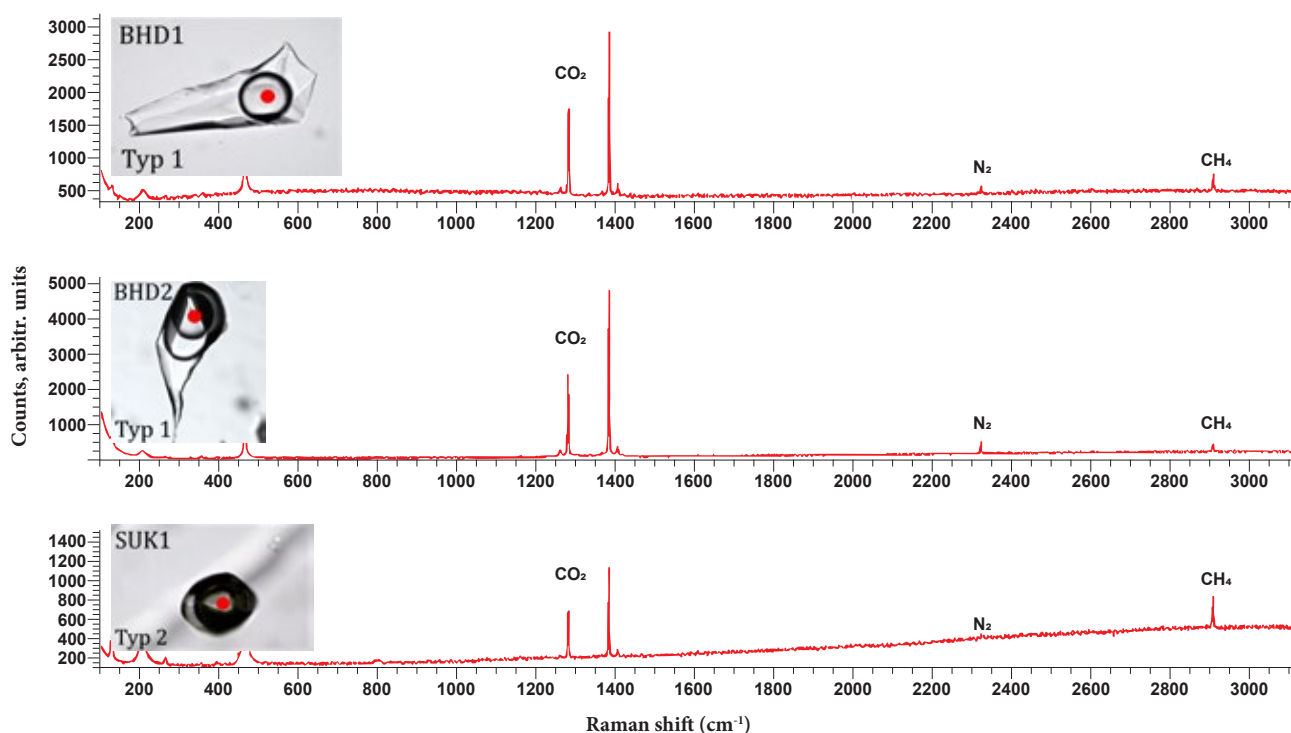 Counts, arbitr. units
BHD1
Typ 1
3000
2500
2000
1500
1000
500
CO₂
N₂
CH₄
200 400 600 800 1000 1200 1400 1600 1800 2000 2200 2400 2600 2800 3000
BHD2
Typ 1
5000
4000
3000
2000
1000
CO₂
N₂
CH₄
200 400 600 800 1000 1200 1400 1600 1800 2000 2200 2400 2600 2800 3000
SUK1
Typ 2
1400
1200
1000
800
600
400
200
CO₂
N₂
CH₄
200 400 600 800 1000 1200 1400 1600 1800 2000 2200 2400 2600 2800 3000
Raman shift (cm⁻¹)